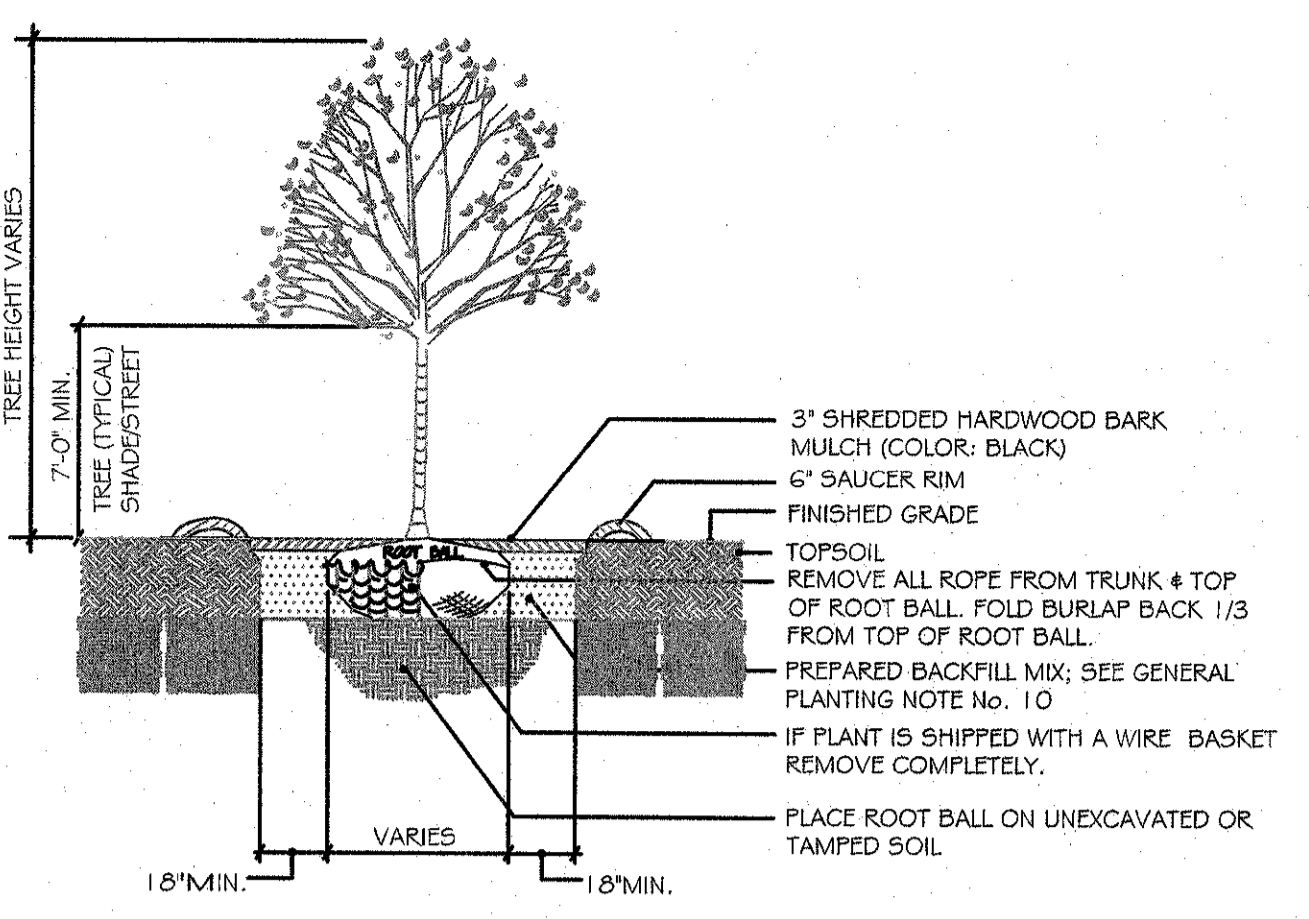 TREE HEIGHT VARIES
7'-0" MIN.
TREE (TYPICAL)
SHADE/STREET
3" SHREDDED HARDWOOD BARK
MULCH (COLOR: BLACK)
6" SAUCER RIM
FINISHED GRADE
TOPSOIL
ROOT BALL
REMOVE ALL ROPE FROM TRUNK & TOP
OF ROOT BALL. FOLD BURLAP BACK 1/3
FROM TOP OF ROOT BALL.
PREPARED BACKFILL MIX; SEE GENERAL
PLANTING NOTE No. 10
IF PLANT IS SHIPPED WITH A WIRE BASKET
REMOVE COMPLETELY.
PLACE ROOT BALL ON UNEXCAVATED OR
TAMPED SOIL
VARIES
18"MIN.
18"MIN.